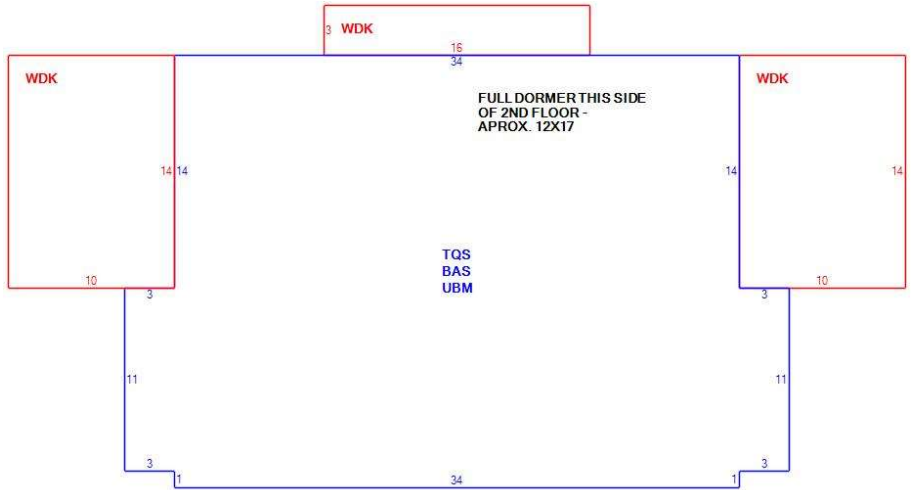 3 WDK
16
34
WDK
WDK
FULL DORMER THIS SIDE
OF 2ND FLOOR -
APROX. 12X17
14 14
14
14
TQS
BAS
UBM
10
3
3
10
11
11
3
3
1
34
1